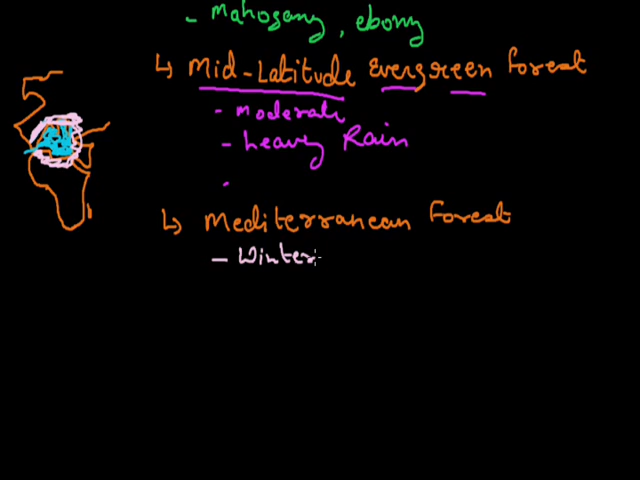 - Mahogany, ebony
↳ Mid-Latitude Evergreen Forest
- Moderate
- Heavy Rain
-
↳ Mediterranean Forest
- Winter